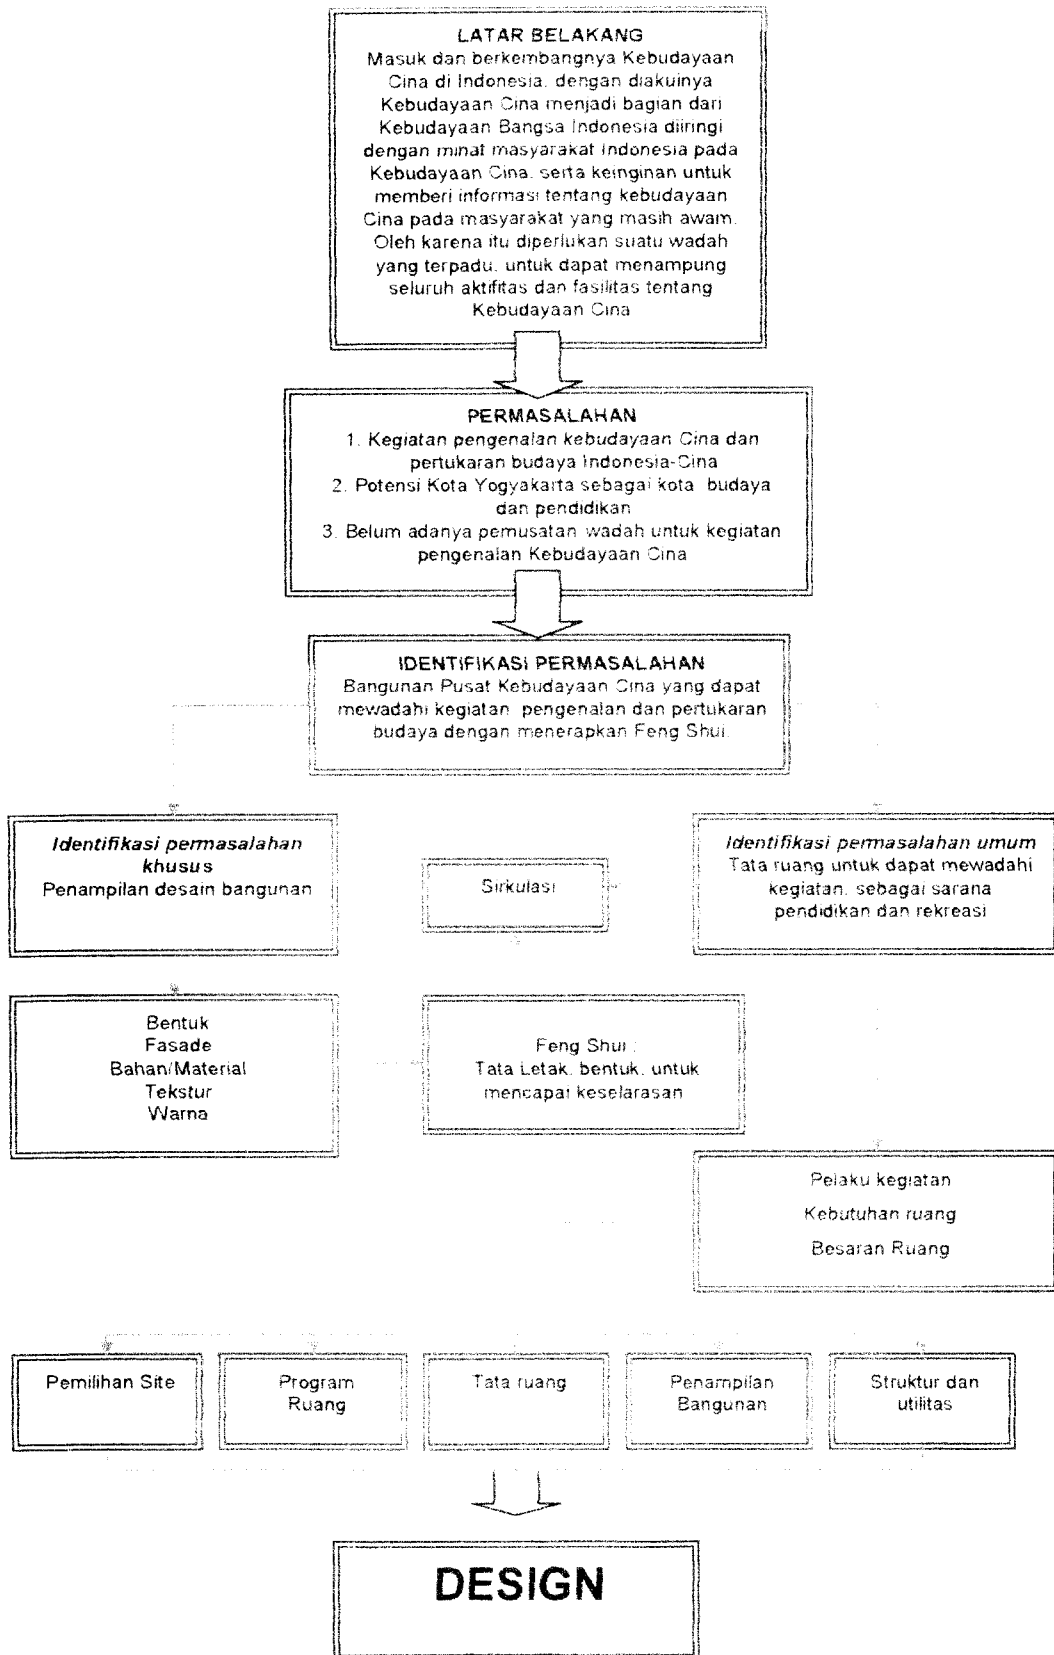 LATAR BELAKANG
Masuk dan berkembangnya Kebudayaan
Cina di Indonesia, dengan diakuinya
Kebudayaan Cina menjadi bagian dari
Kebudayaan Bangsa Indonesia diiringi
dengan minat masyarakat Indonesia pada
Kebudayaan Cina, serta keinginan untuk
memberi informasi tentang kebudayaan
Cina pada masyarakat yang masih awam.
Oleh karena itu diperlukan suatu wadah
yang terpadu, untuk dapat menampung
seluruh aktifitas dan fasilitas tentang
Kebudayaan Cina
PERMASALAHAN
1. Kegiatan pengenalan kebudayaan Cina dan
pertukaran budaya Indonesia-Cina
2. Potensi Kota Yogyakarta sebagai kota budaya
dan pendidikan
3. Belum adanya pemusatan wadah untuk kegiatan
pengenalan Kebudayaan Cina
IDENTIFIKASI PERMASALAHAN
Bangunan Pusat Kebudayaan Cina yang dapat
mewadahi kegiatan pengenalan dan pertukaran
budaya dengan menerapkan Feng Shui.
Identifikasi permasalahan
khusus
Penampilan desain bangunan
Sirkulasi
Identifikasi permasalahan umum
Tata ruang untuk dapat mewadahi
kegiatan, sebagai sarana
pendidikan dan rekreasi
Bentuk
Fasade
Bahan/Material
Tekstur
Warna
Feng Shui :
Tata Letak, bentuk, untuk
mencapai keselarasan
Pelaku kegiatan
Kebutuhan ruang
Besaran Ruang
Pemilihan Site
Program
Ruang
Tata ruang
Penampilan
Bangunan
Struktur dan
utilitas
DESIGN